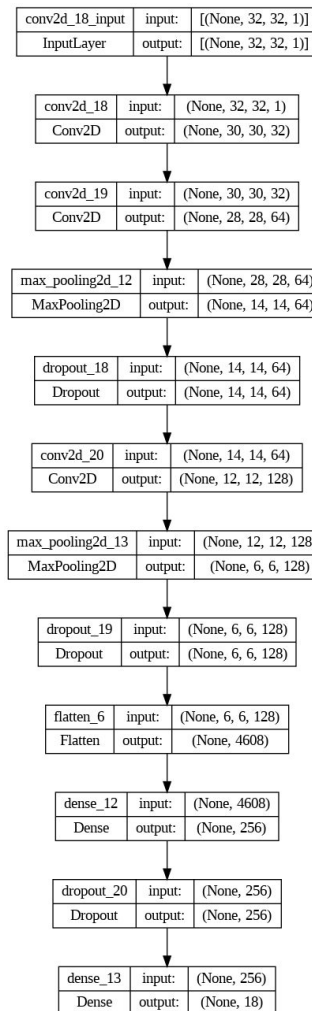 conv2d_18_input input: [(None, 32, 32, 1)]
InputLayer output: [(None, 32, 32, 1)]
conv2d_18 input: (None, 32, 32, 1)
Conv2D output: (None, 30, 30, 32)
conv2d_19 input: (None, 30, 30, 32)
Conv2D output: (None, 28, 28, 64)
max_pooling2d_12 input: (None, 28, 28, 64)
MaxPooling2D output: (None, 14, 14, 64)
dropout_18 input: (None, 14, 14, 64)
Dropout output: (None, 14, 14, 64)
conv2d_20 input: (None, 14, 14, 64)
Conv2D output: (None, 12, 12, 128)
max_pooling2d_13 input: (None, 12, 12, 128
MaxPooling2D output: (None, 6, 6, 128)
dropout_19 input: (None, 6, 6, 128)
Dropout output: (None, 6, 6, 128)
flatten_6 input: (None, 6, 6, 128)
Flatten output: (None, 4608)
dense_12 input: (None, 4608)
Dense output: (None, 256)
dropout_20 input: (None, 256)
Dropout output: (None, 256)
dense_13 input: (None, 256)
Dense output: (None, 18)